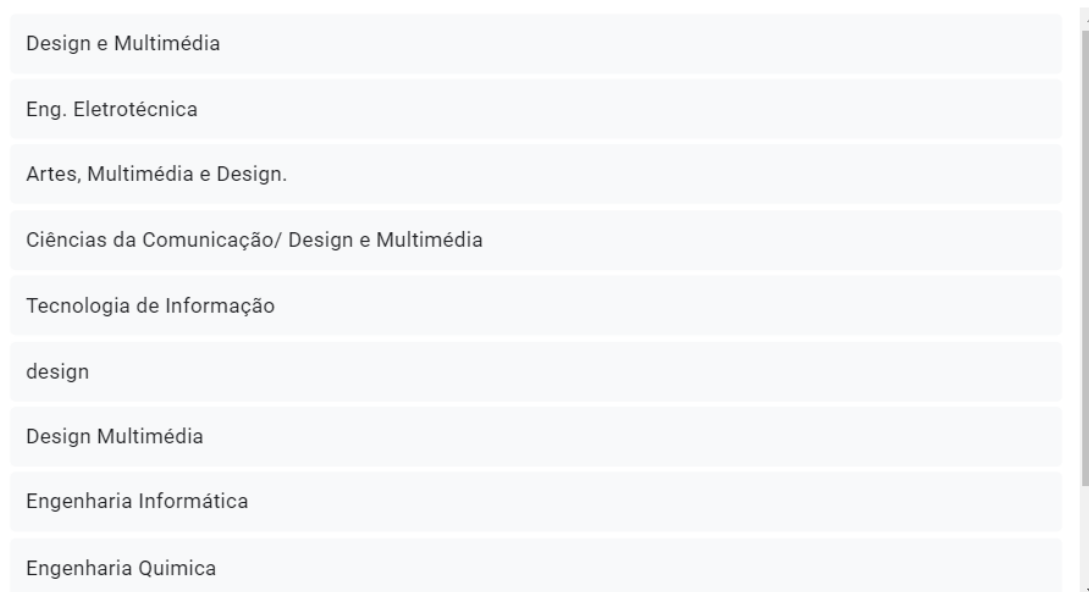 Design e Multimédia
Eng. Eletrotécnica
Artes, Multimédia e Design.
Ciências da Comunicação/ Design e Multimédia
Tecnologia de Informação
design
Design Multimédia
Engenharia Informática
Engenharia Quimica